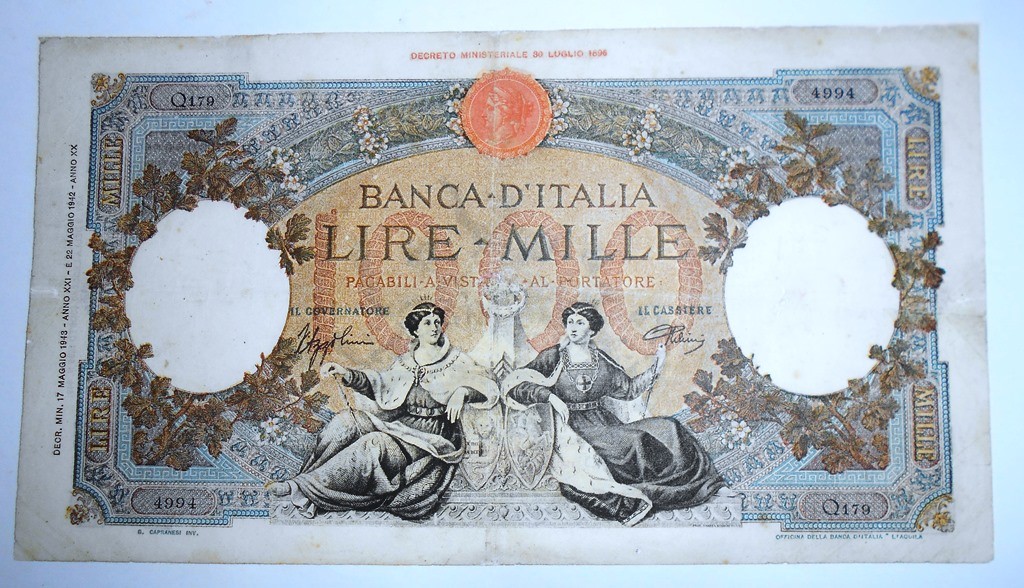 DECRETO MINISTERIALE 30 LUGLIO 1896
Q179
4994
MILLE
LIRE
BANCA·D'ITALIA
LIRE·MILLE
1000
PAGABILI·A·VISTA·AL·PORTATORE·
IL GOVERNATORE
IL CASSIERE
DECR. MIN. 17 MAGGIO 1943 - ANNO XXI - E 22 MAGGIO 1942 - ANNO XX
LIRE
MILLE
4994
Q179
G. CAPRANESI INV.
OFFICINA DELLA BANCA D'ITALIA - L'AQUILA